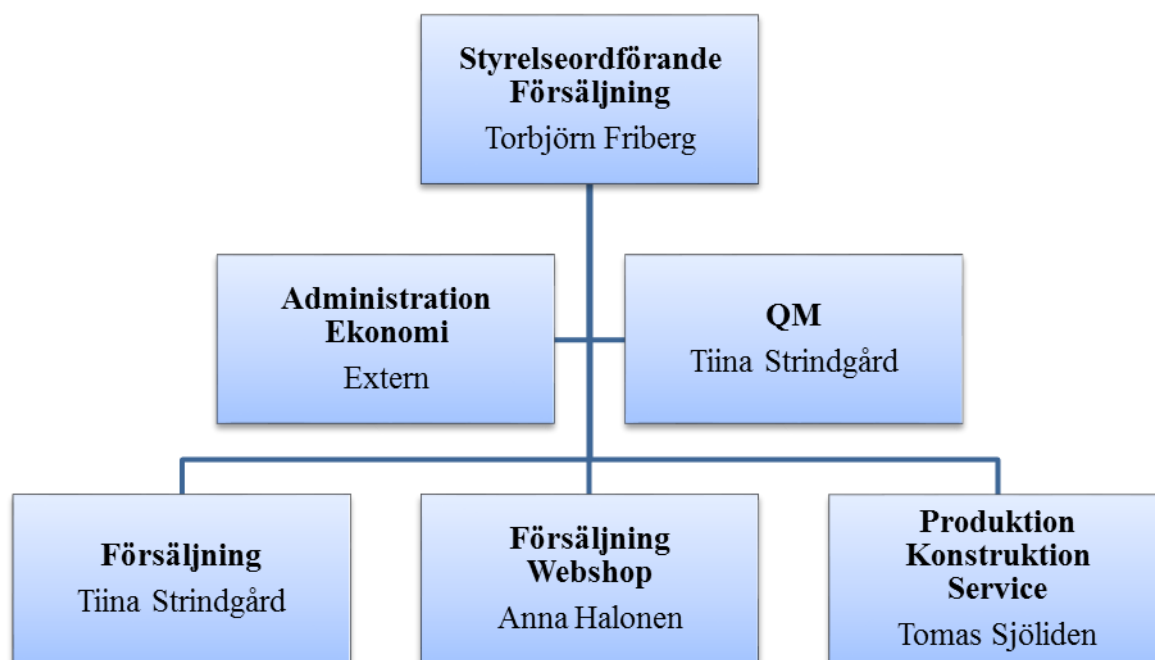 Styrelseordförande
Försäljning
Torbjörn Friberg
Administration
Ekonomi
Extern
QM
Tiina Strindgård
Försäljning
Tiina Strindgård
Försäljning
Webshop
Anna Halonen
Produktion
Konstruktion
Service
Tomas Sjöliden